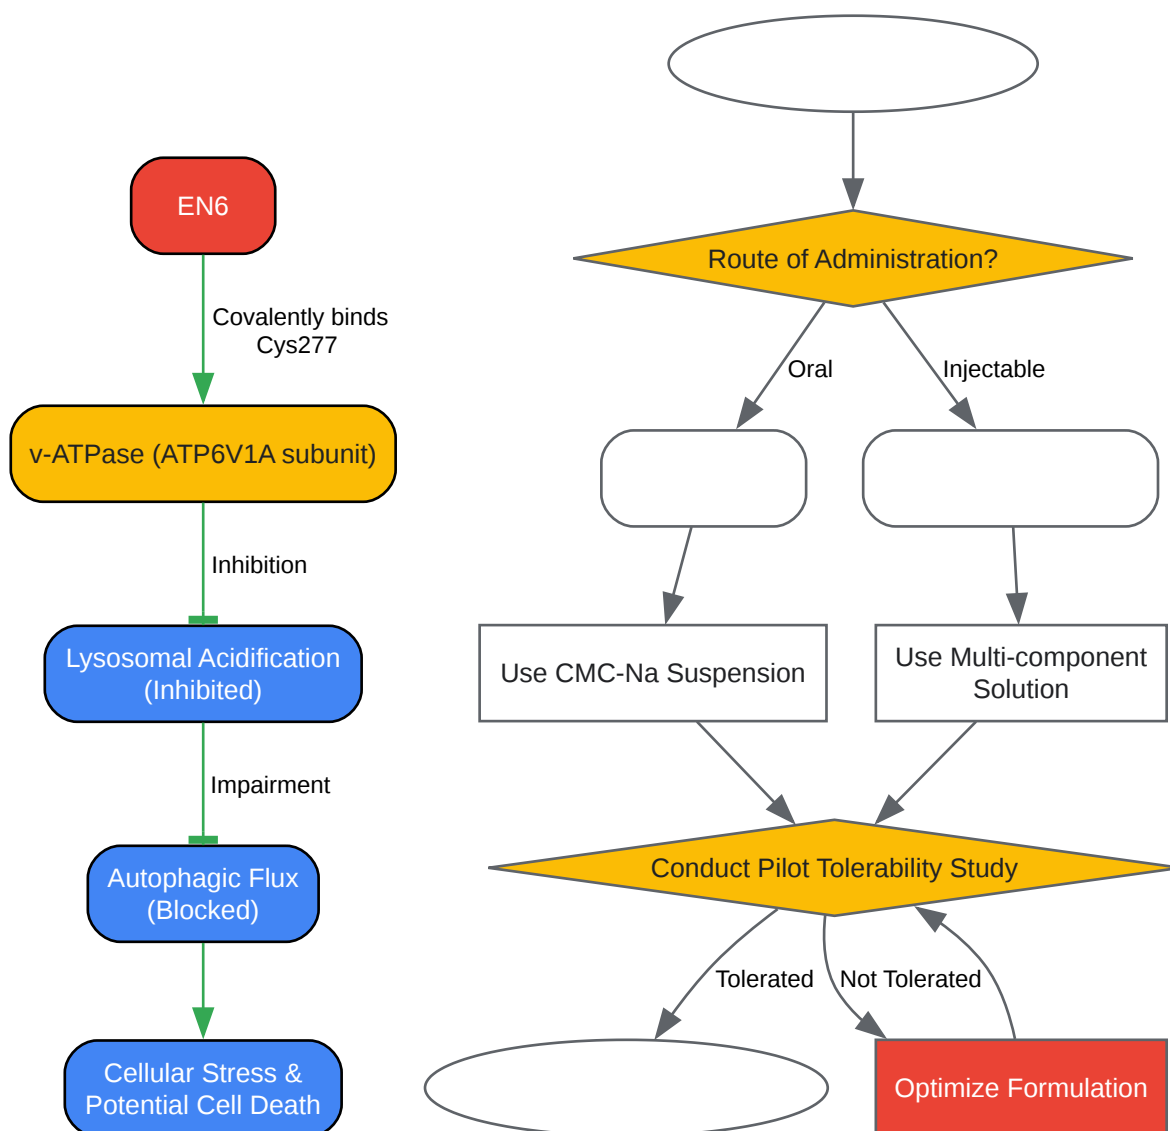 EN6
Covalently binds
Cys277
v-ATPase (ATP6V1A subunit)
Inhibition
Lysosomal Acidification
(Inhibited)
Impairment
Autophagic Flux
(Blocked)
Cellular Stress &
Potential Cell Death
Route of Administration?
Oral
Injectable
Use CMC-Na Suspension
Use Multi-component
Solution
Conduct Pilot Tolerability Study
Tolerated
Not Tolerated
Optimize Formulation